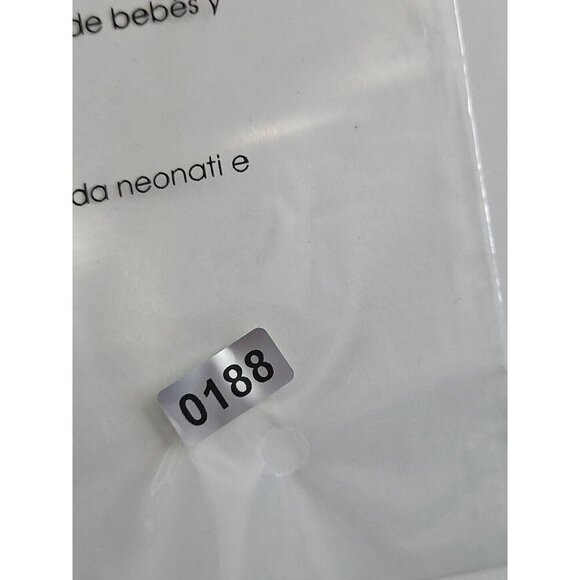 de bebés y
da neonati e
0188